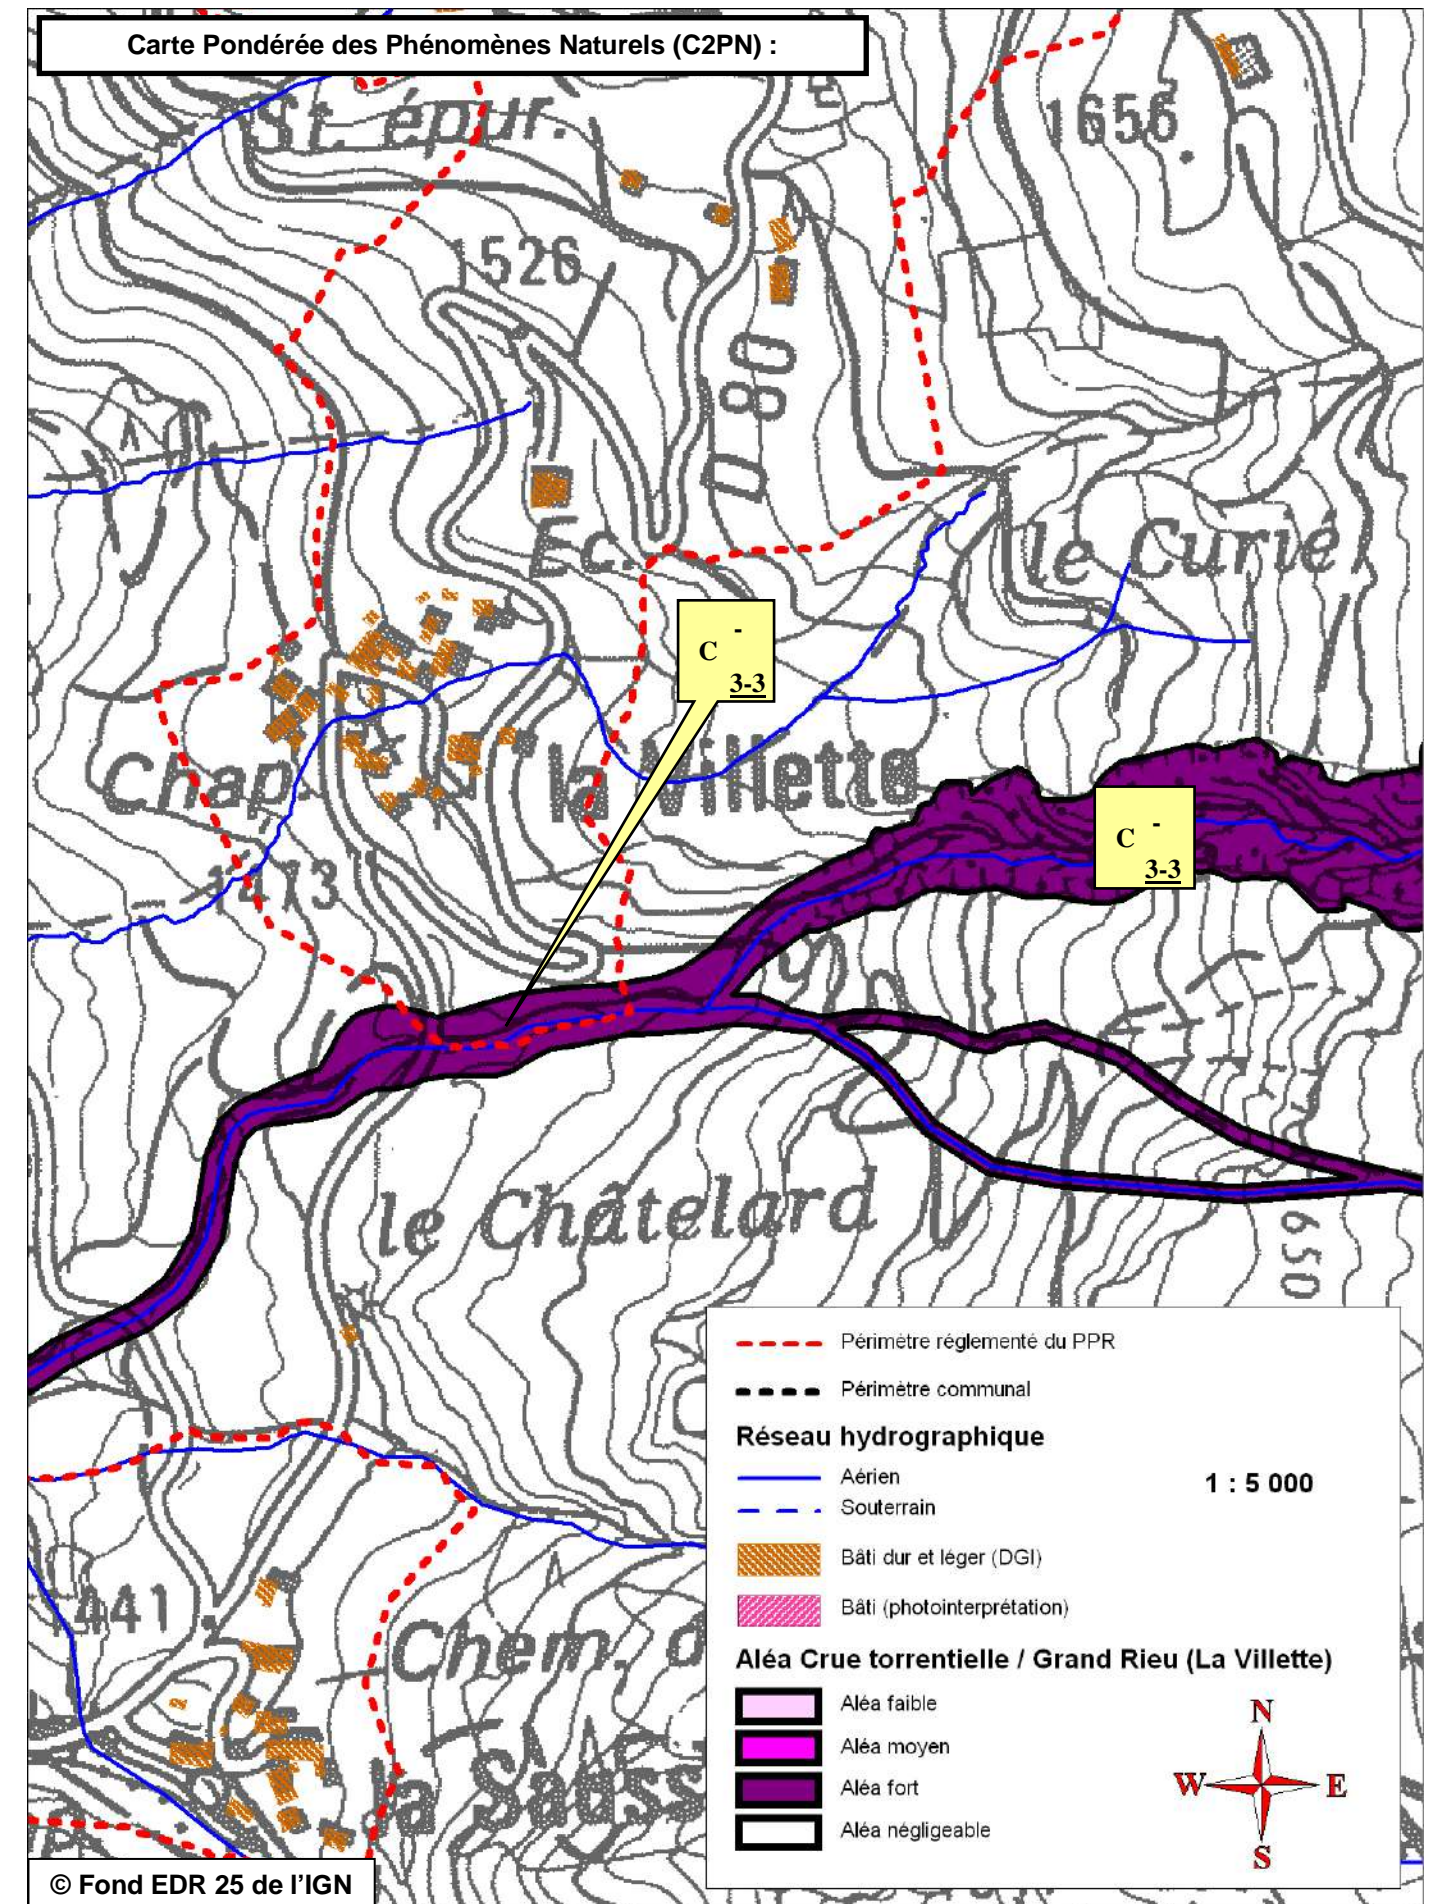 Carte Pondérée des Phénomènes Naturels (C2PN) :
St. épur.
1656
1526
D 80
Ec.
le Curié
C -
3-3
Chap.
la Villette
C -
3-3
1473
le Châtelard
650
Périmètre réglementé du PPR
Périmètre communal
Réseau hydrographique
Aérien
1 : 5 000
Souterrain
Bâti dur et léger (DGI)
441
Bâti (photointerprétation)
Chem. d
Aléa Crue torrentielle / Grand Rieu (La Villette)
Aléa faible
N
Aléa moyen
la Sauss
Aléa fort
W E
Aléa négligeable
S
© Fond EDR 25 de l'IGN